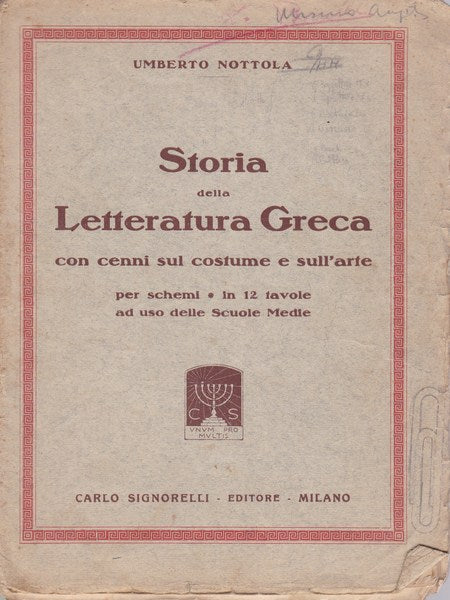 UMBERTO NOTTOLA
Storia
della
Letteratura Greca
con cenni sul costume e sull'arte
per schemi • in 12 tavole
ad uso delle Scuole Medie
C S
VNVM PRO
MVLTIS
CARLO SIGNORELLI - EDITORE - MILANO